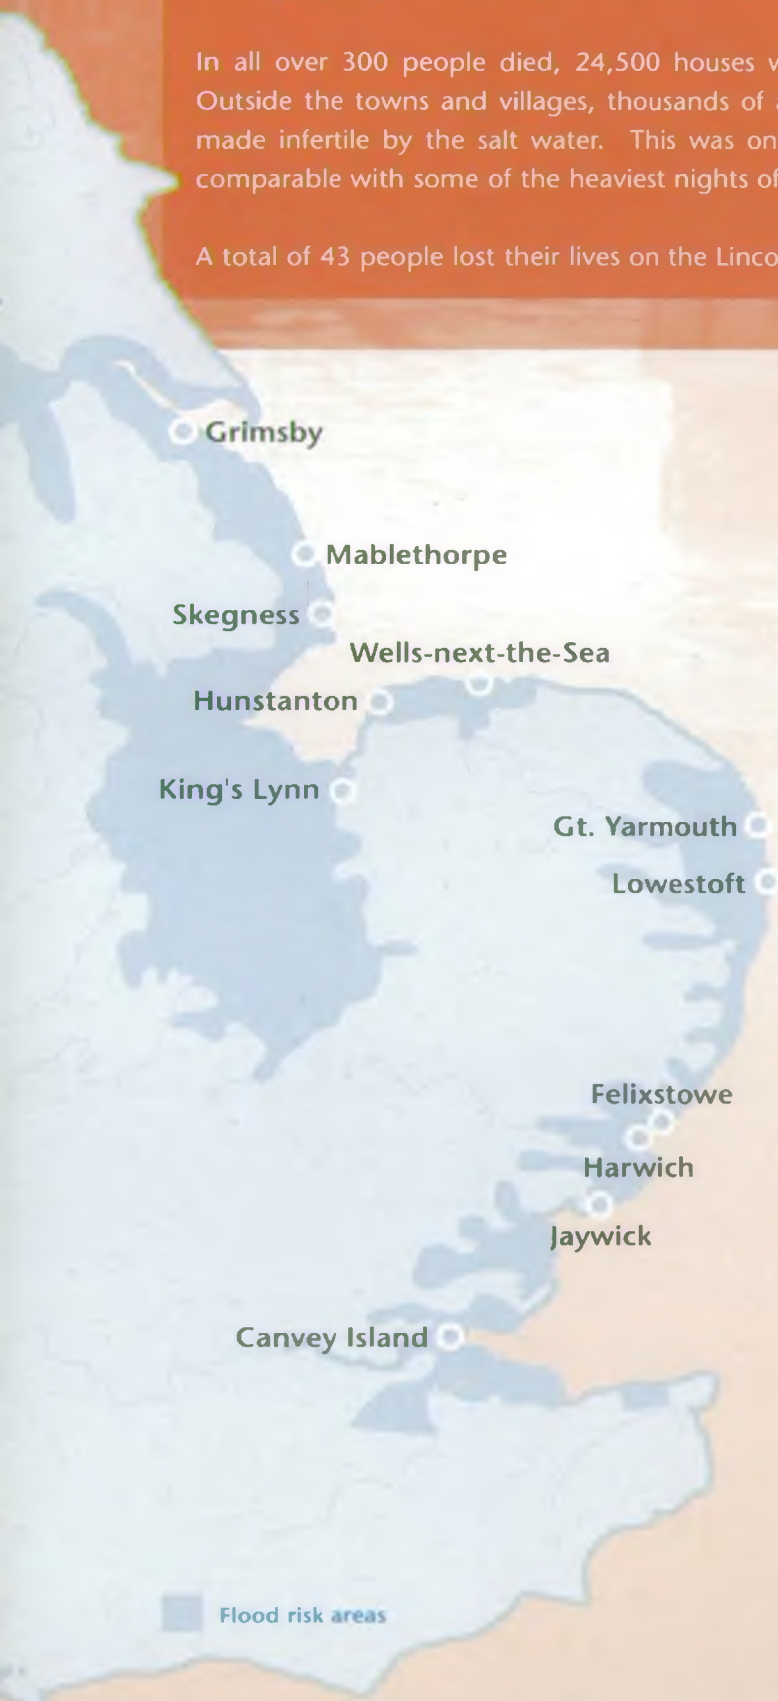 In all over 300 people died, 24,500 houses
Outside the towns and villages, thousands of
made infertile by the salt water. This was on
comparable with some of the heaviest nights of
A total of 43 people lost their lives on the Linco
Grimsby
Mablethorpe
Skegness
Wells-next-the-Sea
Hunstanton
King's Lynn
Gt. Yarmouth
Lowestoft
Felixstowe
Harwich
Jaywick
Canvey Island
Flood risk areas